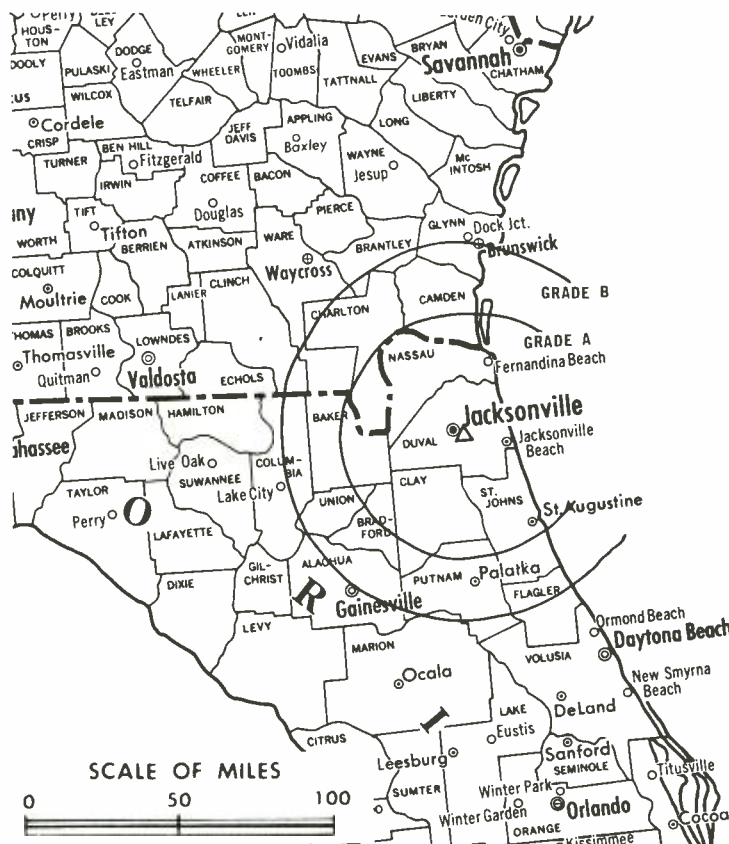 Perry
HOUS-
TON
DOOLY
PULASKI
DODGE
Eastman
WHEELER
MONT-
GOMERY
Vidalia
TOOMBS
TATTNALL
EVANS
BRYAN
Garden City
Savannah
CHATHAM
WILCOX
TELFAIR
LIBERTY
Cordele
CRISP
TURNER
BEN HILL
Fitzgerald
IRWIN
JEFF
DAVIS
APPLING
Baxley
LONG
WAYNE
Jesup
Mc
INTOSH
COFFEE
BACON
Douglas
PIERCE
TIFT
Tifton
WORTH
BERRIEN
ATKINSON
WARE
Waycross
BRANTLEY
GLYNN
Dock Jct.
Brunswick
COLQUITT
Moultrie
COOK
LANIER
CLINCH
CHARLTON
CAMDEN
GRADE B
GRADE A
THOMAS
BROOKS
Thomasville
Quitman
LOWNDES
Valdosta
ECHOLS
NASSAU
Fernandina Beach
JEFFERSON
MADISON
HAMILTON
BAKER
Jacksonville
DUVAL
Jacksonville
Beach
ahassee
Live Oak
SUWANNEE
COLUM-
BIA
Lake City
UNION
CLAY
ST.
JOHNS
St. Augustine
TAYLOR
Perry
O
LAFAYETTE
BRAD-
FORD
DIXIE
GIL-
CHRIST
ALACHUA
R
Gainesville
PUTNAM
Palatka
FLAGLER
LEVY
MARION
Ocala
Ormond Beach
Daytona Beach
VOLUSIA
New Smyrna
Beach
DeLand
I
LAKE
Eustis
CITRUS
Leesburg
Sanford
SEMINOLE
Titusville
SUMTER
Winter Park
Winter Garden
Orlando
ORANGE
Cocoa
Kissimmee
SCALE OF MILES
0 50 100